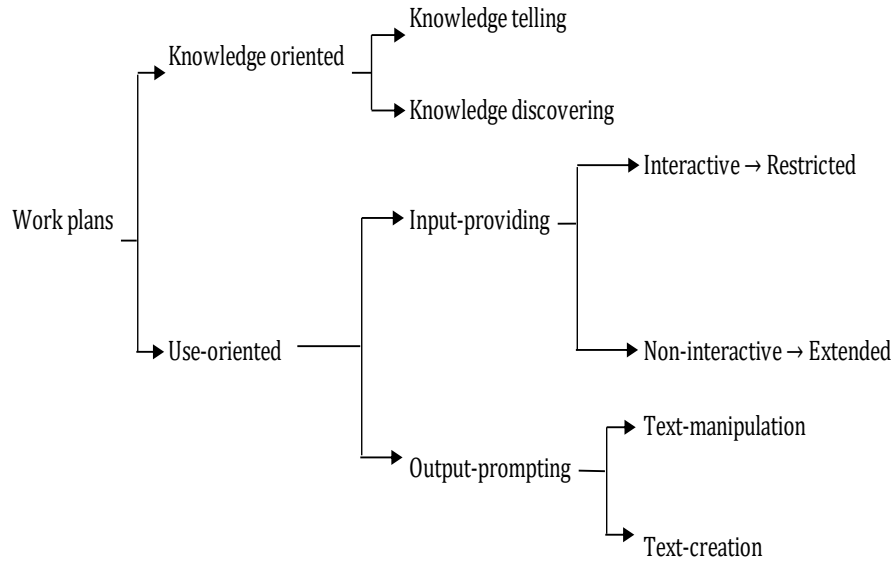 Knowledge telling
Knowledge oriented
Knowledge discovering
Interactive → Restricted
Work plans
Input-providing
Use-oriented
Non-interactive → Extended
Text-manipulation
Output-prompting
Text-creation